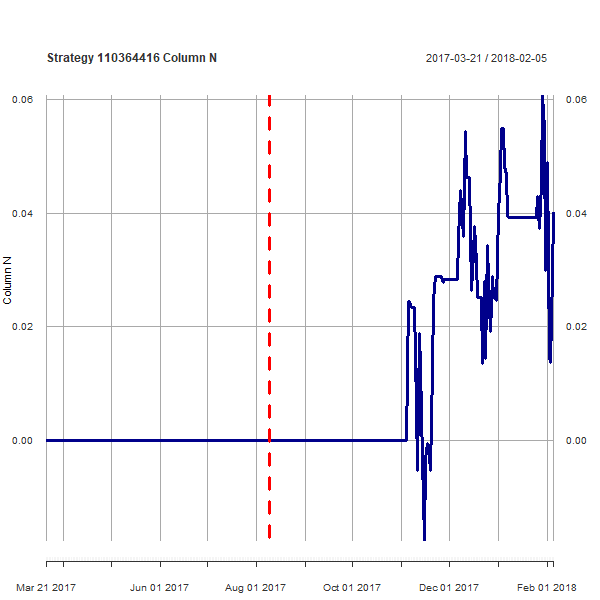 Strategy 110364416 Column N
2017-03-21 / 2018-02-05
0.06 0.06
0.04 0.04
Column N
0.02 0.02
0.00 0.00
Mar 21 2017 Jun 01 2017 Aug 01 2017 Oct 01 2017 Dec 01 2017 Feb 01 2018